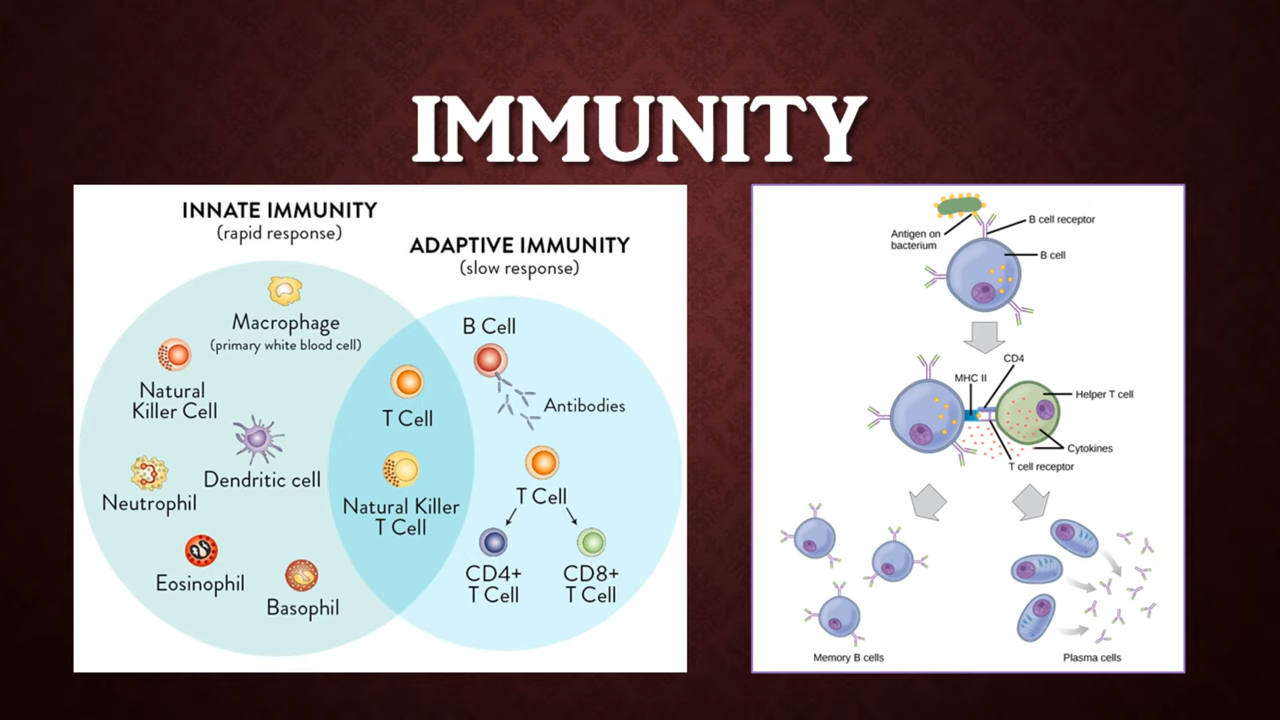 IMMUNITY
INNATE IMMUNITY
(rapid response)
ADAPTIVE IMMUNITY
(slow response)
Macrophage
(primary white blood cell)
Natural
Killer Cell
Dendritic cell
Neutrophil
Eosinophil
Basophil
T Cell
Natural Killer
T Cell
B Cell
Antibodies
T Cell
CD4+
T Cell
CD8+
T Cell
Antigen on
bacterium
B cell receptor
B cell
CD4
MHC II
Helper T cell
Cytokines
T cell receptor
Memory B cells
Plasma cells